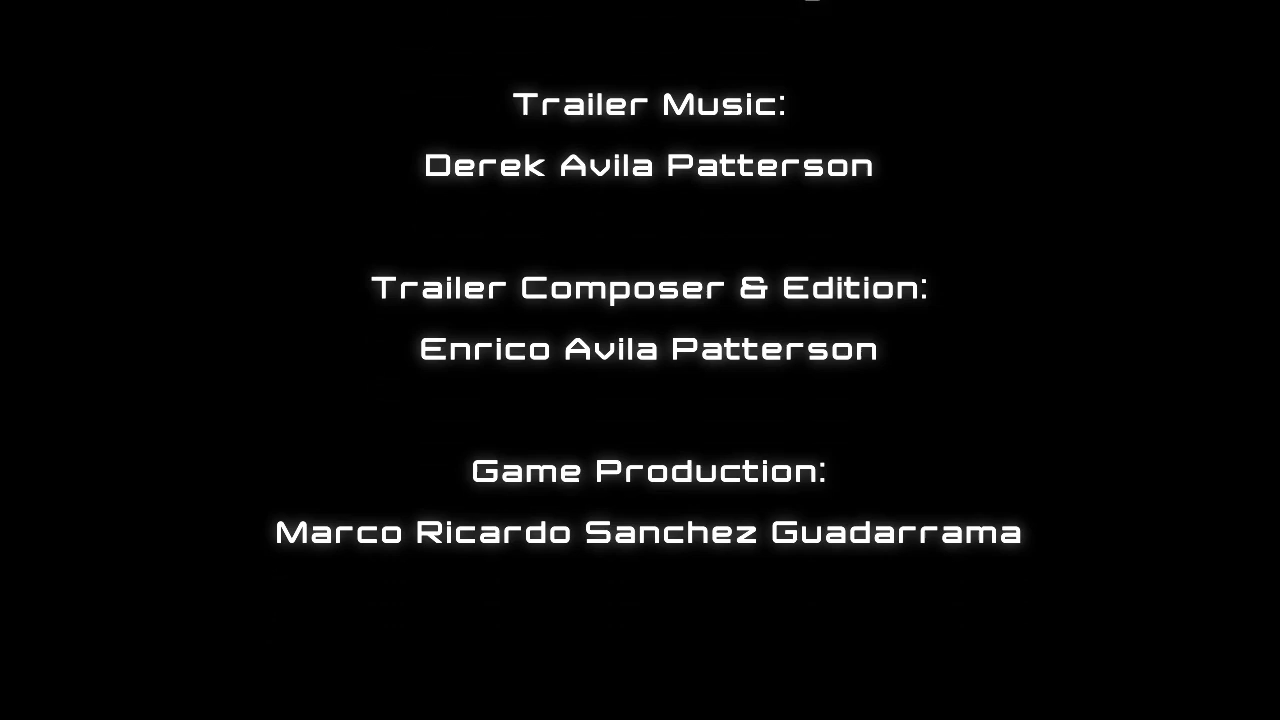 Trailer Music:
Derek Avila Patterson
Trailer Composer & Edition:
Enrico Avila Patterson
Game Production:
Marco Ricardo Sanchez Guadarrama